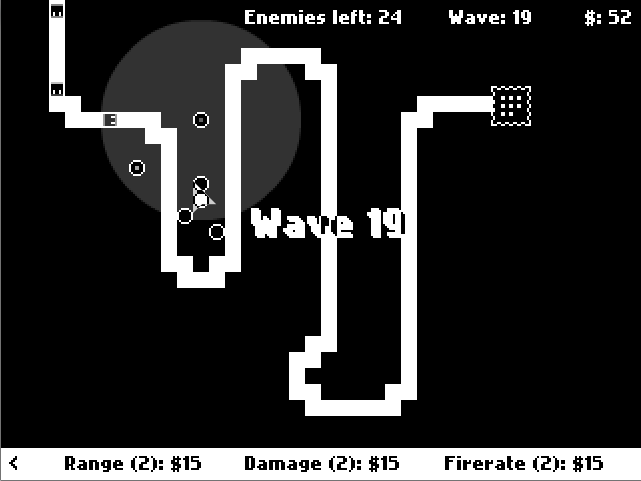 Enemies left: 24 Wave: 19 $: 52
Wave 19
< Range (2): $15 Damage (2): $15 Firerate (2): $15